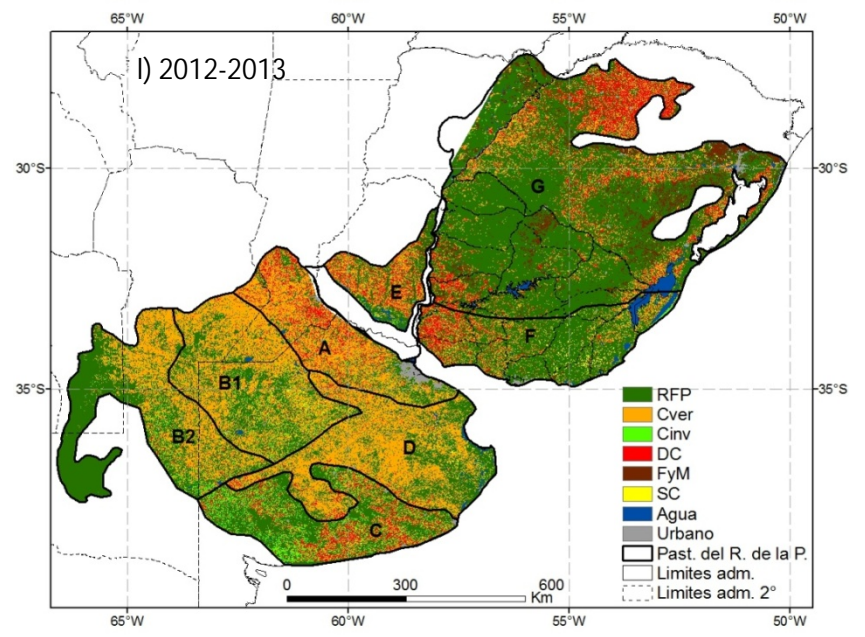 65°W 60°W 55°W 50°W
l) 2012-2013
30°S 30°S
G
E
A
F
B1
35°S 35°S
B2
D
C
RFP
Cver
Cinv
DC
FyM
SC
Agua
Urbano
Past. del R. de la P.
Limites adm.
Limites adm. 2°
0 300 600
Km
65°W 60°W 55°W 50°W